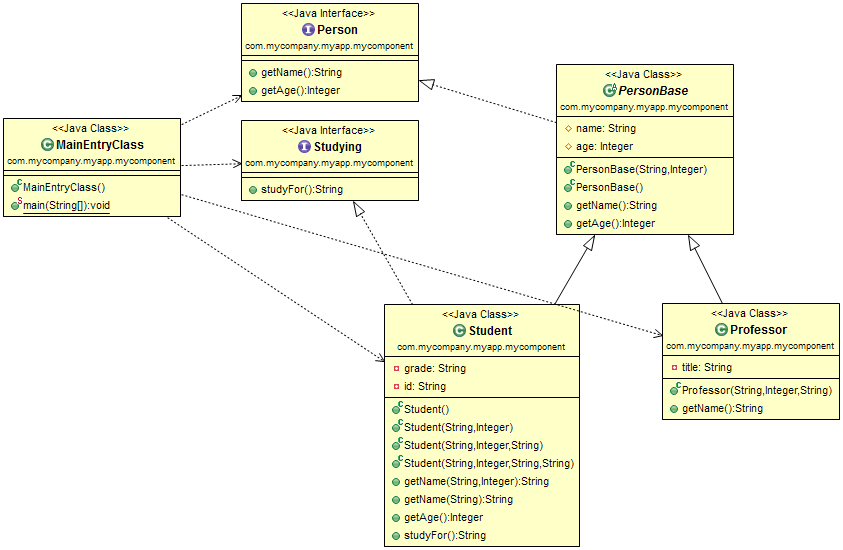 <<Java Interface>>
Person
com.mycompany.myapp.mycomponent
getName():String
getAge():Integer
<<Java Class>>
PersonBase
com.mycompany.myapp.mycomponent
name: String
age: Integer
PersonBase(String,Integer)
PersonBase()
getName():String
getAge():Integer
<<Java Class>>
MainEntryClass
com.mycompany.myapp.mycomponent
MainEntryClass()
main(String[]):void
<<Java Interface>>
Studying
com.mycompany.myapp.mycomponent
studyFor():String
<<Java Class>>
Student
com.mycompany.myapp.mycomponent
grade: String
id: String
Student()
Student(String,Integer)
Student(String,Integer,String)
Student(String,Integer,String,String)
getName(String,Integer):String
getName(String):String
getAge():Integer
studyFor():String
<<Java Class>>
Professor
com.mycompany.myapp.mycomponent
title: String
Professor(String,Integer,String)
getName():String